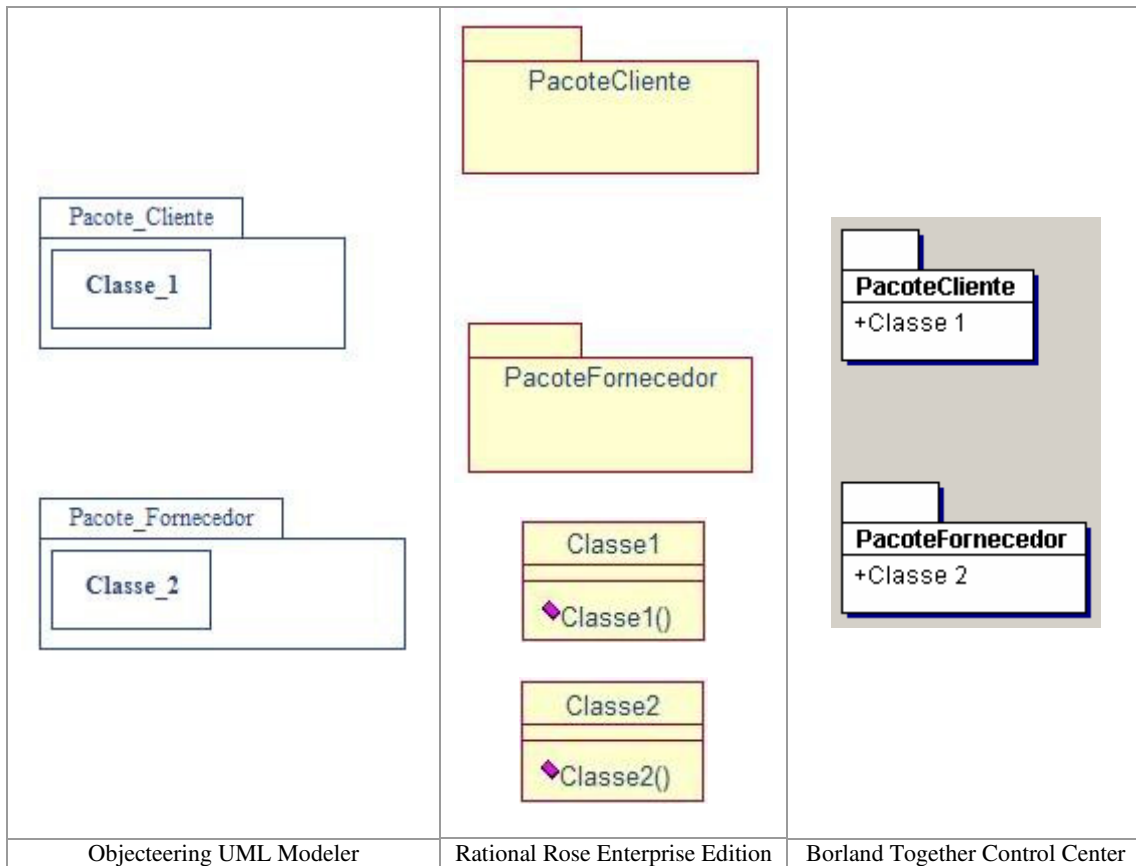 Pacote_Cliente
Classe_1
Pacote_Fornecedor
Classe_2
PacoteCliente
PacoteFornecedor
Classe1
Classe1()
Classe2
Classe2()
PacoteCliente
+Classe 1
PacoteFornecedor
+Classe 2
Objecteering UML Modeler
Rational Rose Enterprise Edition
Borland Together Control Center